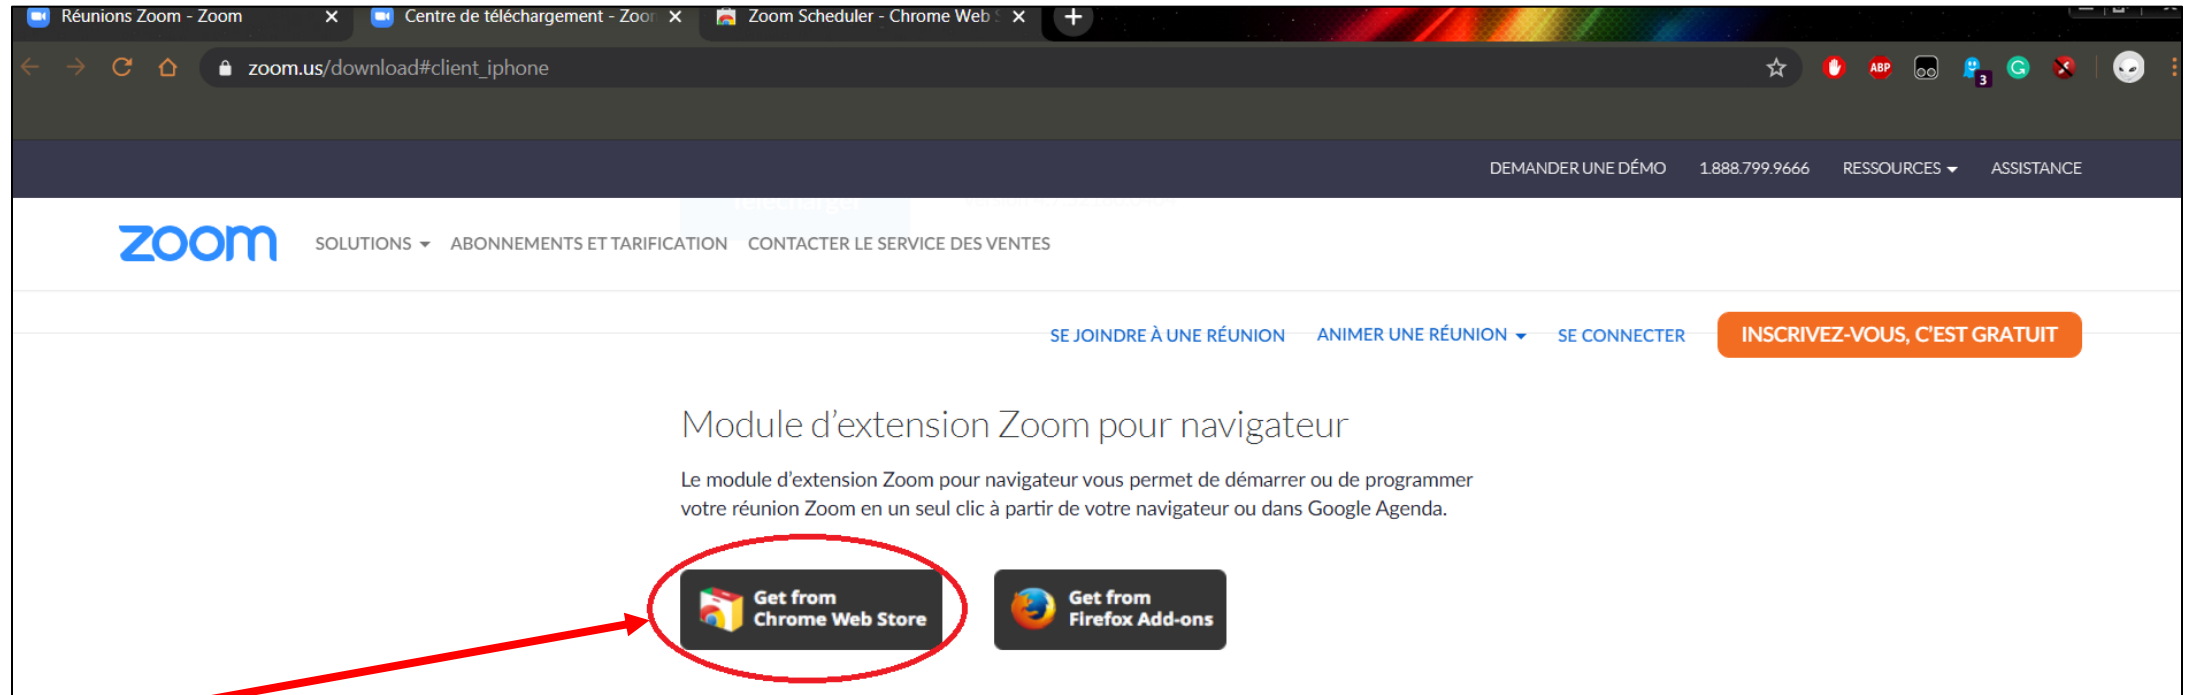 Réunions Zoom - Zoom
Centre de téléchargement - Zoor
Zoom Scheduler - Chrome Web S
zoom.us/download#client_iphone
ABP
3
DEMANDER UNE DÉMO 1.888.799.9666 RESSOURCES ASSISTANCE
zoom SOLUTIONS ABONNEMENTS ET TARIFICATION CONTACTER LE SERVICE DES VENTES
SE JOINDRE À UNE RÉUNION ANIMER UNE RÉUNION SE CONNECTER INSCRIVEZ-VOUS, C'EST GRATUIT
Module d'extension Zoom pour navigateur
Le module d'extension Zoom pour navigateur vous permet de démarrer ou de programmer
votre réunion Zoom en un seul clic à partir de votre navigateur ou dans Google Agenda.
Get from
Chrome Web Store
Get from
Firefox Add-ons